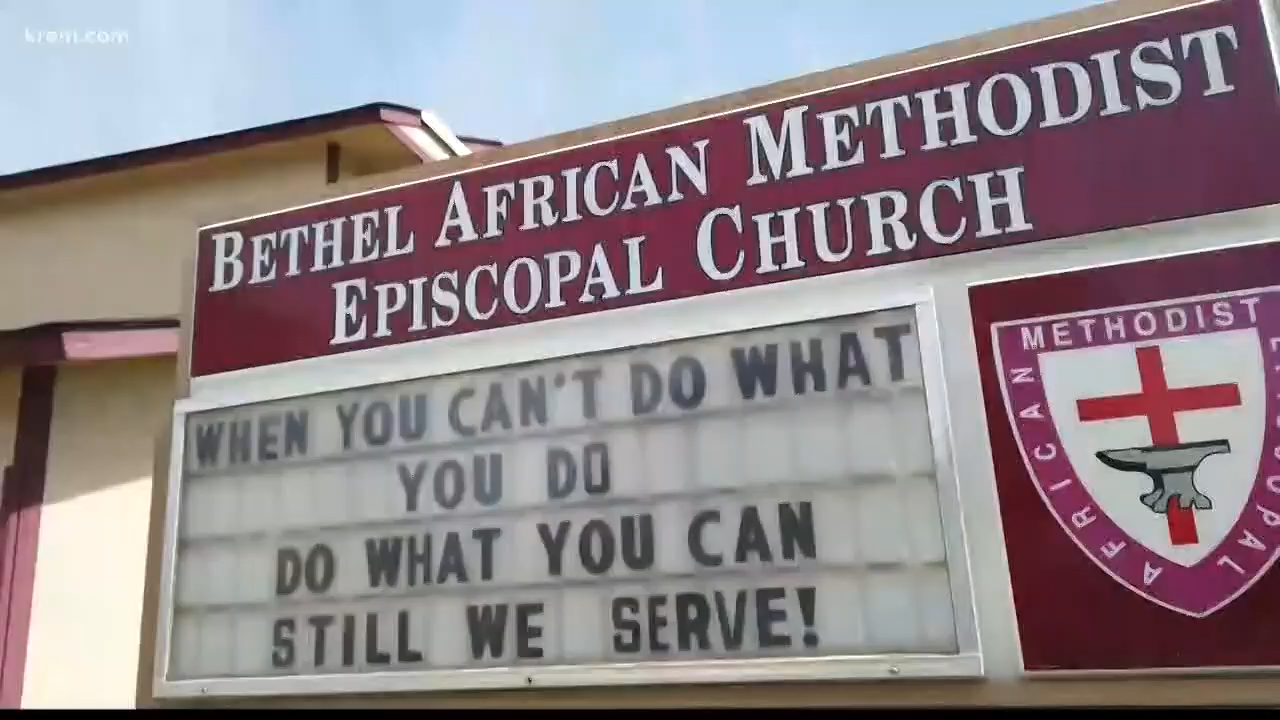 krem.com
BETHEL AFRICAN METHODIST
EPISCOPAL CHURCH
WHEN YOU CAN'T DO WHAT
YOU DO
DO WHAT YOU CAN
STILL WE SERVE!
AFRICAN METHODIST